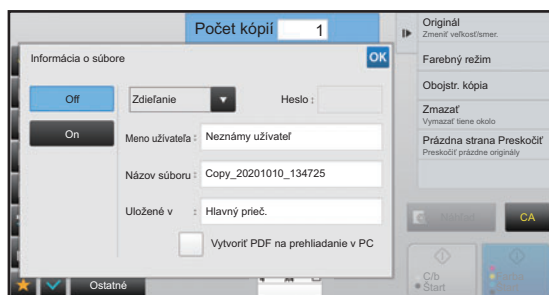 Počet kópií 1
Informácia o súbore OK
Off
On
Zdieľanie Heslo :
Meno užívateľa : Neznámy užívateľ
Názov súboru : Copy_20201010_134725
Uložené v : Hlavný prieč.
Vytvoriť PDF na prehliadanie v PC
Ostatné
Originál
Zmeniť veľkosť/smer.
Farebný režim
Obojstr. kópia
Zmazať
Vymazať tiene okolo
Prázdna strana Preskočiť
Preskočiť prázdne originály
CA
C/b
Štart